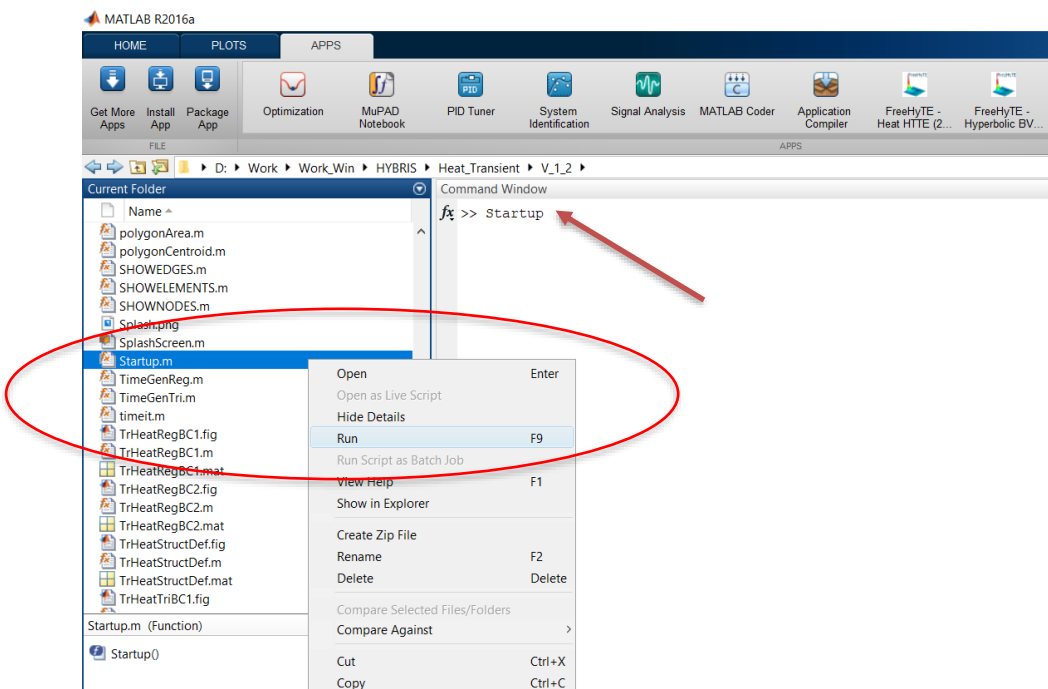 MATLAB R2016a
HOME
PLOTS
APPS
Get More Apps
Install App
Package App
Optimization
MuPAD Notebook
PID Tuner
System Identification
Signal Analysis
MATLAB Coder
Application Compiler
FreeHyTE - Heat HTTE (2...
FreeHyTE - Hyperbolic BV...
FILE
APPS
D: Work Work_Win HYBRIS Heat_Transient V_1_2
Current Folder
Command Window
Name
fx >> Startup
polygonArea.m
polygonCentroid.m
SHOWEDGES.m
SHOWELEMENTS.m
SHOWNODES.m
Splash.png
SplashScreen.m
Startup.m
TimeGenReg.m
TimeGenTri.m
timeit.m
TrHeatRegBC1.fig
TrHeatRegBC1.m
TrHeatRegBC1.mat
TrHeatRegBC2.fig
TrHeatRegBC2.m
TrHeatRegBC2.mat
TrHeatStructDef.fig
TrHeatStructDef.m
TrHeatStructDef.mat
TrHeatTriBC1.fig
Open Enter
Open as Live Script
Hide Details
Run F9
Run Script as Batch Job
View Help F1
Show in Explorer
Create Zip File
Rename F2
Delete Delete
Compare Selected Files/Folders
Compare Against
Cut Ctrl+X
Copy Ctrl+C
Startup.m (Function)
Startup()